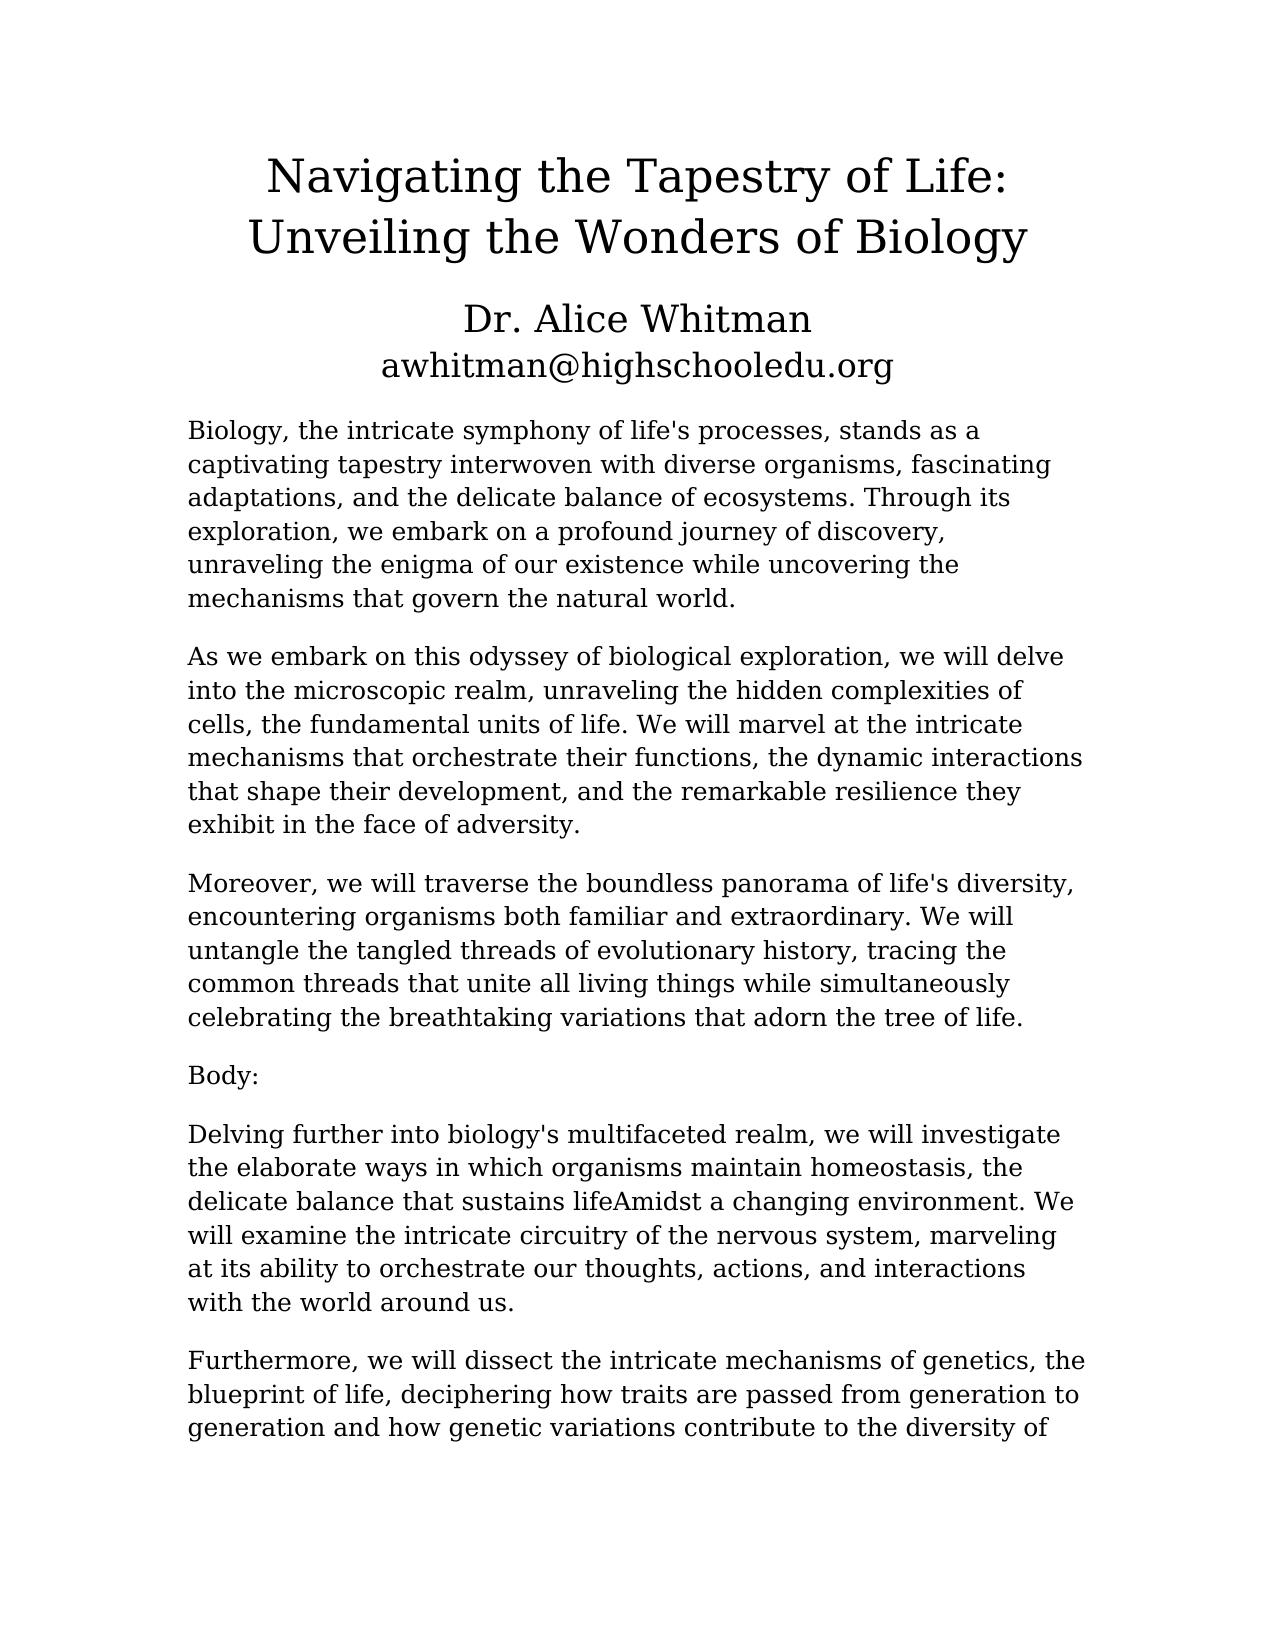 Navigating the Tapestry of Life:
Unveiling the Wonders of Biology
Dr. Alice Whitman
awhitman@highschooledu.org
Biology, the intricate symphony of life's processes, stands as a
captivating tapestry interwoven with diverse organisms, fascinating
adaptations, and the delicate balance of ecosystems. Through its
exploration, we embark on a profound journey of discovery,
unraveling the enigma of our existence while uncovering the
mechanisms that govern the natural world.
As we embark on this odyssey of biological exploration, we will delve
into the microscopic realm, unraveling the hidden complexities of
cells, the fundamental units of life. We will marvel at the intricate
mechanisms that orchestrate their functions, the dynamic interactions
that shape their development, and the remarkable resilience they
exhibit in the face of adversity.
Moreover, we will traverse the boundless panorama of life's diversity,
encountering organisms both familiar and extraordinary. We will
untangle the tangled threads of evolutionary history, tracing the
common threads that unite all living things while simultaneously
celebrating the breathtaking variations that adorn the tree of life.
Body:
Delving further into biology's multifaceted realm, we will investigate
the elaborate ways in which organisms maintain homeostasis, the
delicate balance that sustains lifeAmidst a changing environment. We
will examine the intricate circuitry of the nervous system, marveling
at its ability to orchestrate our thoughts, actions, and interactions
with the world around us.
Furthermore, we will dissect the intricate mechanisms of genetics, the
blueprint of life, deciphering how traits are passed from generation to
generation and how genetic variations contribute to the diversity of